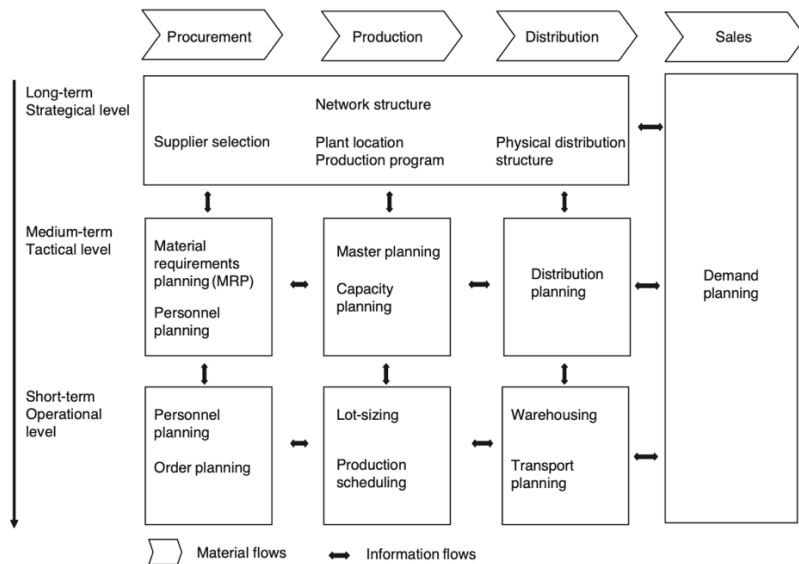 Procurement
Production
Distribution
Sales
Long-term
Strategical level
Network structure
Supplier selection
Plant location
Production program
Physical distribution
structure
Medium-term
Tactical level
Material
requirements
planning (MRP)
Personnel
planning
Master planning
Capacity
planning
Distribution
planning
Demand
planning
Short-term
Operational
level
Personnel
planning
Order planning
Lot-sizing
Production
scheduling
Warehousing
Transport
planning
Material flows
Information flows